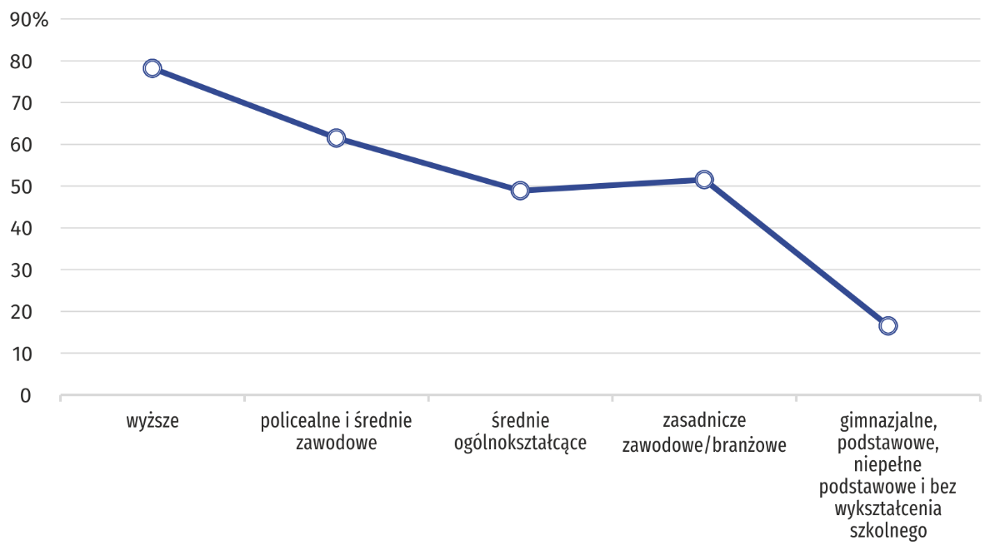 90%
80
70
60
50
40
30
20
10
0
wyższe
policealne i średnie
zawodowe
średnie
ogólnokształcące
zasadnicze
zawodowe/branżowe
gimnazjalne,
podstawowe,
niepełne
podstawowe i bez
wykształcenia
szkolnego